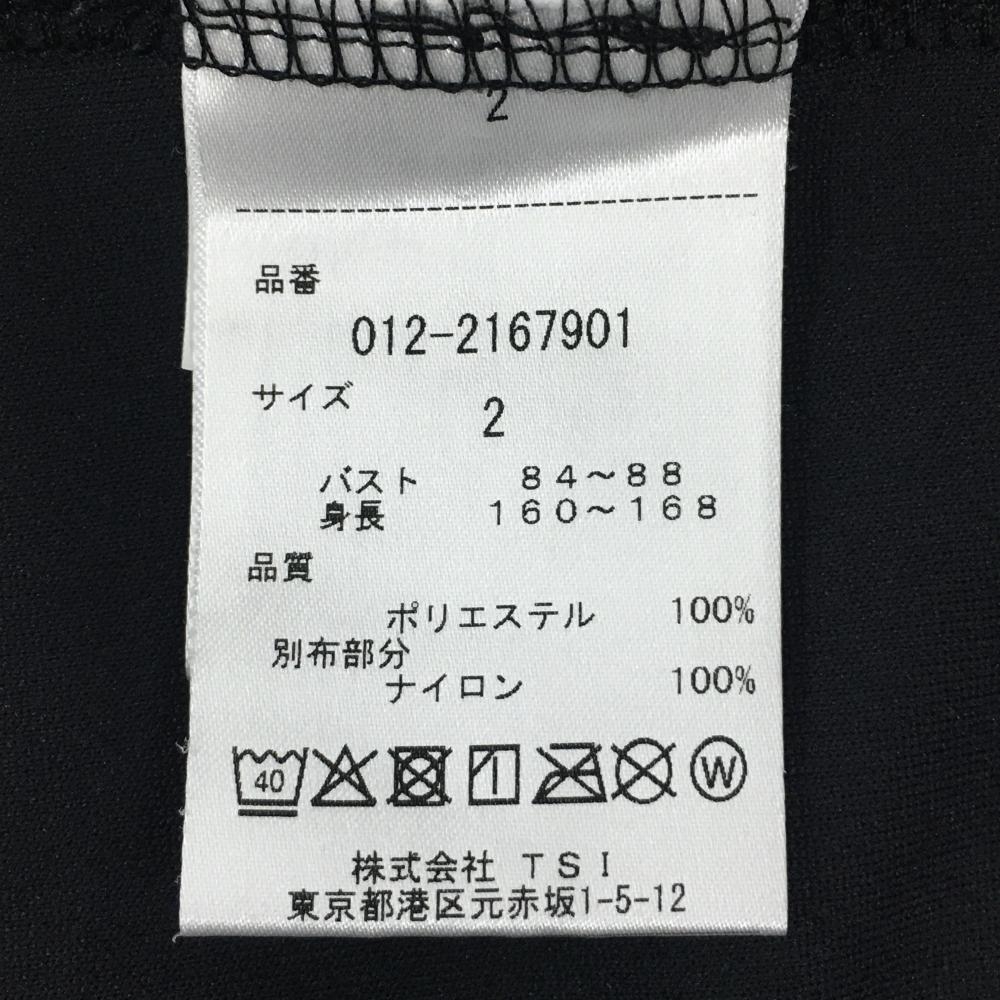 2
品番
012-2167901
サイズ
2
バスト 84～88
身長 160～168
品質
ポリエステル 100%
別布部分
ナイロン 100%
40 W
株式会社 TSI
東京都港区元赤坂1-5-12